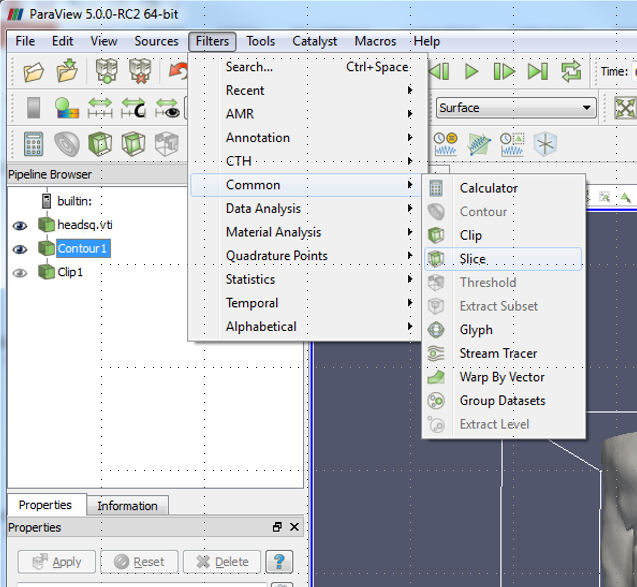 ParaView 5.0.0-RC2 64-bit
File Edit View Sources Filters Tools Catalyst Macros Help
Search... Ctrl+Space
Recent
AMR
Annotation
CTH
Common
Data Analysis
Material Analysis
Quadrature Points
Statistics
Temporal
Alphabetical
Time:
Surface
Calculator
Contour
Clip
Slice
Threshold
Extract Subset
Glyph
Stream Tracer
Warp By Vector
Group Datasets
Extract Level
Pipeline Browser
builtin:
headsq.vti
Contour1
Clip1
Properties Information
Properties
Apply Reset Delete ?